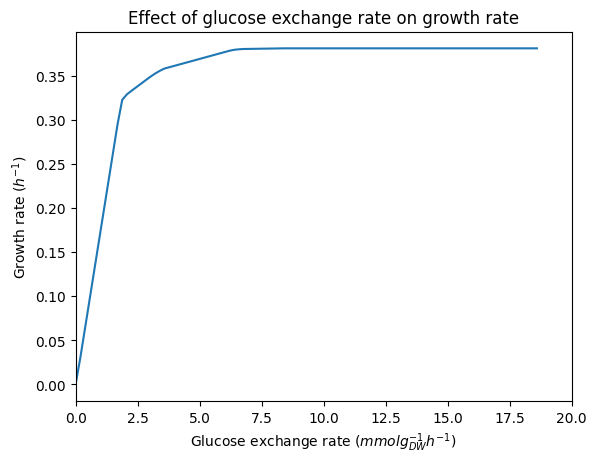 Effect of glucose exchange rate on growth rate
Growth rate (h⁻¹)
0.35
0.30
0.25
0.20
0.15
0.10
0.05
0.00
0.0 2.5 5.0 7.5 10.0 12.5 15.0 17.5 20.0
Glucose exchange rate (mmolg_{DW}^{-1}h⁻¹)